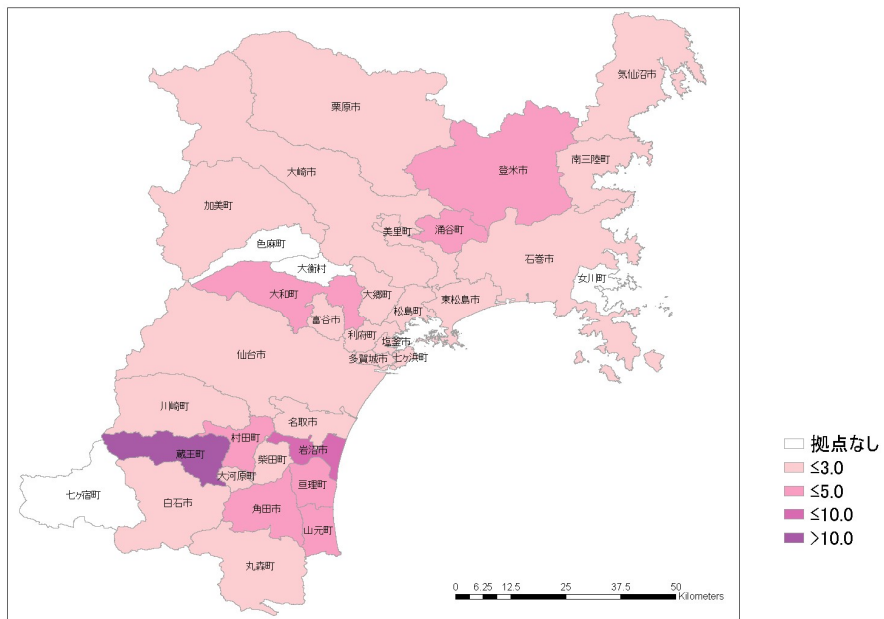 気仙沼市
栗原市
南三陸町
大崎市
登米市
加美町
美里町
涌谷町
色麻町
石巻市
大衡村
女川町
大和町
大郷町
東松島市
松島町
富谷市
利府町
塩釜市
仙台市
多賀城市
七ヶ浜町
川崎町
名取市
村田町
岩沼市
蔵王町
柴田町
大河原町
亘理町
七ヶ宿町
白石市
角田市
山元町
丸森町
拠点なし
≤3.0
≤5.0
≤10.0
>10.0
0 6.25 12.5 25 37.5 50
Kilometers